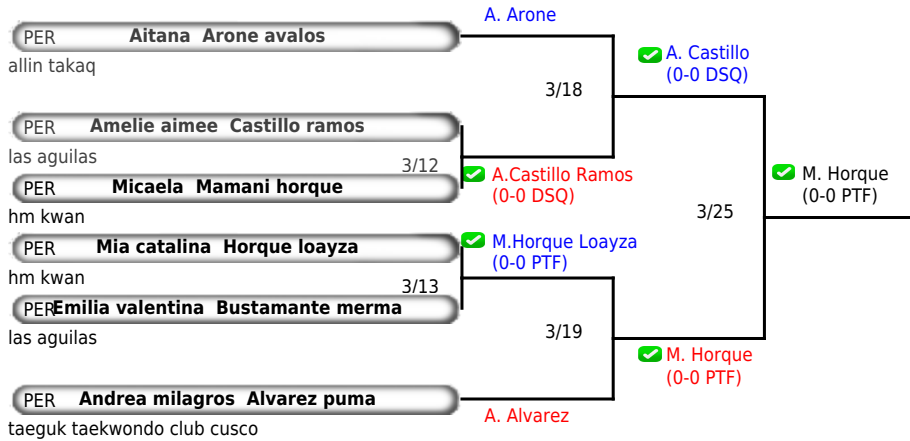 A. Arone
PER Aitana Arone avalos
allin takaq
A. Castillo
(0-0 DSQ)
3/18
PER Amelie aimee Castillo ramos
las aguilas
3/12
A.Castillo Ramos
(0-0 DSQ)
PER Micaela Mamani horque
hm kwan
M. Horque
(0-0 PTF)
3/25
PER Mia catalina Horque loayza
hm kwan
M.Horque Loayza
(0-0 PTF)
3/13
PER Emilia valentina Bustamante merma
las aguilas
3/19
M. Horque
(0-0 PTF)
PER Andrea milagros Alvarez puma
taeguk taekwondo club cusco
A. Alvarez